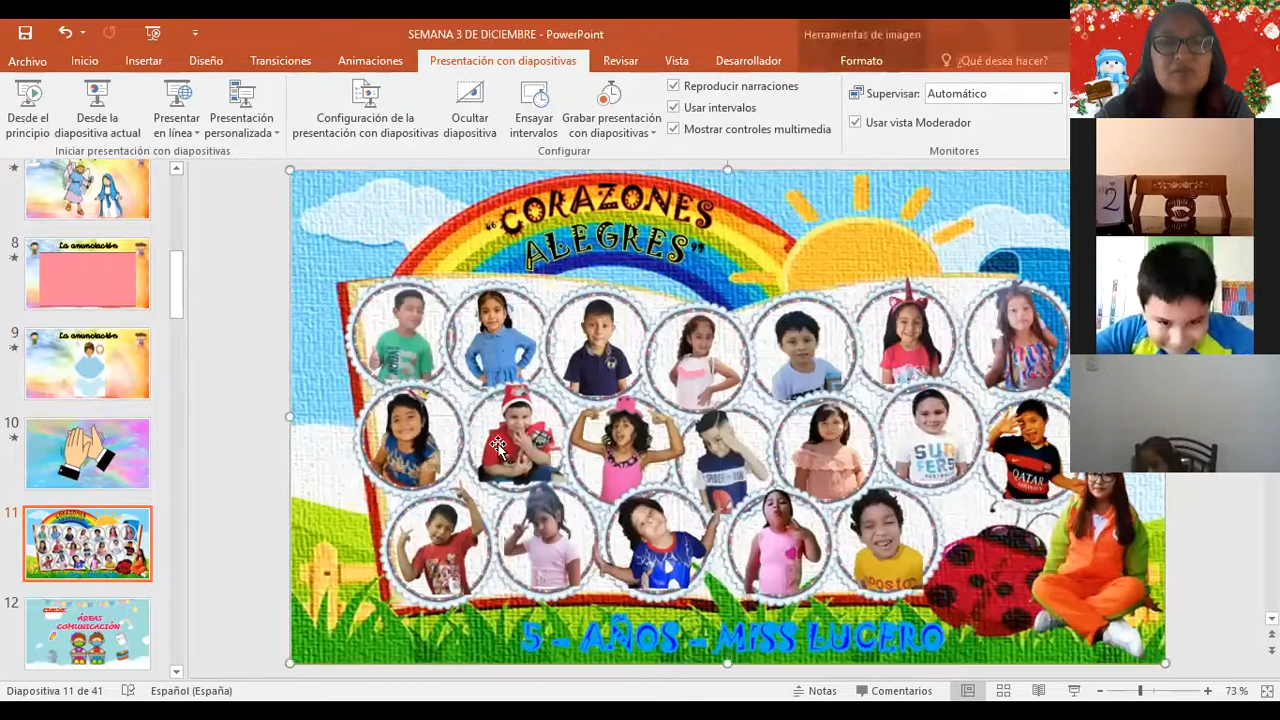 SEMANA 3 DE DICIEMBRE - PowerPoint
Herramientas de imagen
Archivo Inicio Insertar Diseño Transiciones Animaciones Presentación con diapositivas Revisar Vista Desarrollador Formato ¿Qué desea hacer?
Desde el principio
Desde la diapositiva actual
Presentar en línea
Presentación personalizada
Configuración de la presentación con diapositivas
Ocultar diapositiva
Ensayar intervalos
Grabar presentación con diapositivas
Reproducir narraciones
Usar intervalos
Mostrar controles multimedia
Supervisar: Automático
Usar vista Moderador
Iniciar presentación con diapositivas
Configurar
Monitores
8
La anunciación
9
La anunciación
10
11
12
CURSO:
ÁREAS
COMUNICACIÓN
"CORAZONES
ALEGRES"
SURFERS
QATAR
5 - AÑOS - MISS LUCERO
2
Diapositiva 11 de 41 Español (España) Notas Comentarios 73 %